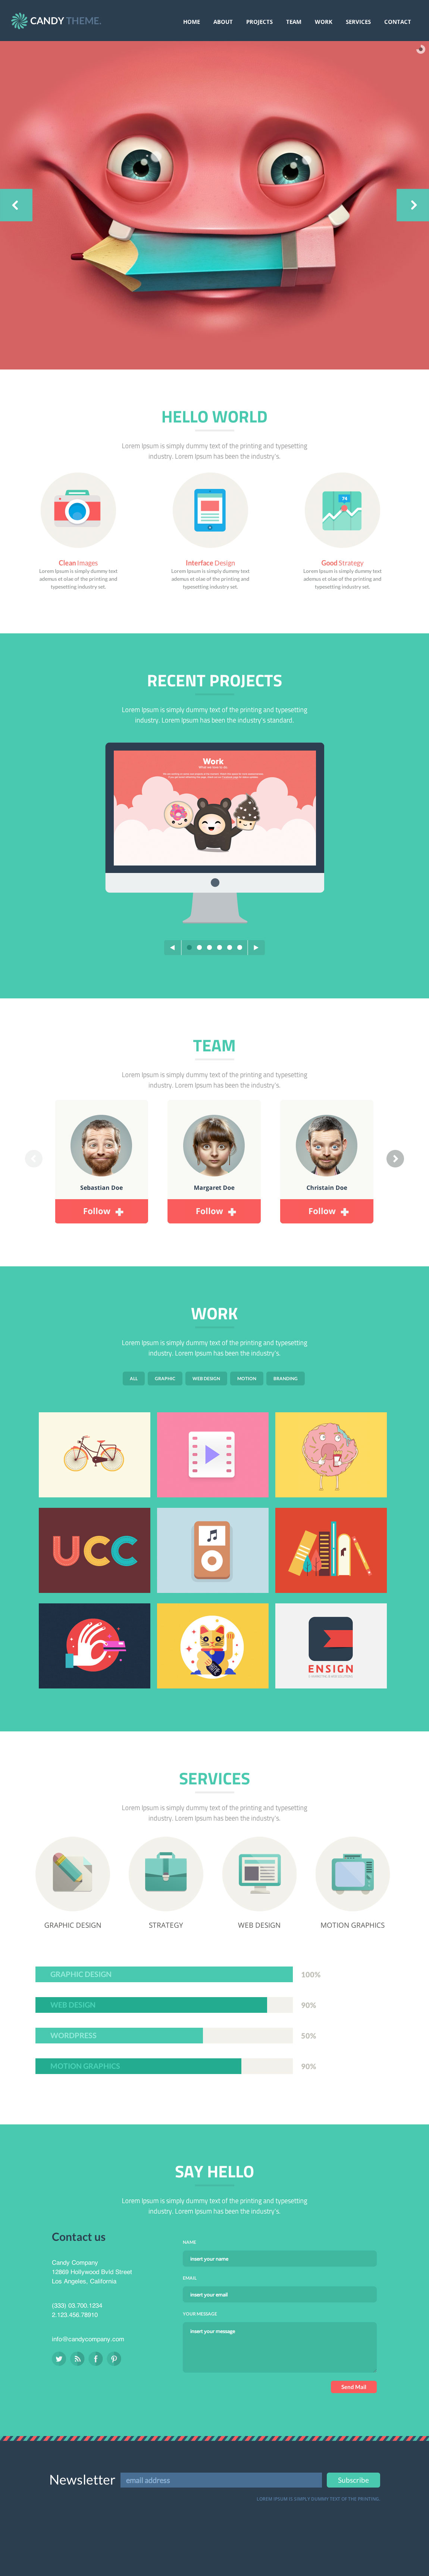 CANDY THEME.
HOME ABOUT PROJECTS TEAM WORK SERVICES CONTACT
HELLO WORLD
Lorem Ipsum is simply dummy text of the printing and typesetting
industry. Lorem Ipsum has been the industry's.
Clean Images
Lorem Ipsum is simply dummy text
ademus et olae of the printing and
typesetting industry set.
Interface Design
Lorem Ipsum is simply dummy text
ademus et olae of the printing and
typesetting industry set.
Good Strategy
Lorem Ipsum is simply dummy text
ademus et olae of the printing and
typesetting industry set.
RECENT PROJECTS
Lorem Ipsum is simply dummy text of the printing and typesetting
industry. Lorem Ipsum has been the industry's standard.
Work
TEAM
Lorem Ipsum is simply dummy text of the printing and typesetting
industry. Lorem Ipsum has been the industry's.
Sebastian Doe
Follow
Margaret Doe
Follow
Christain Doe
Follow
WORK
Lorem Ipsum is simply dummy text of the printing and typesetting
industry. Lorem Ipsum has been the industry's.
ALL GRAPHIC WEB DESIGN MOTION BRANDING
UCC
ENSIGN
SERVICES
Lorem Ipsum is simply dummy text of the printing and typesetting
industry. Lorem Ipsum has been the industry's.
GRAPHIC DESIGN
STRATEGY
WEB DESIGN
MOTION GRAPHICS
GRAPHIC DESIGN 100%
WEB DESIGN 90%
WORDPRESS 50%
MOTION GRAPHICS 90%
SAY HELLO
Lorem Ipsum is simply dummy text of the printing and typesetting
industry. Lorem Ipsum has been the industry's.
Contact us
Candy Company
12869 Hollywood Bvld Street
Los Angeles, California
(333) 03.700.1234
2.123.456.78910
info@candycompany.com
NAME
insert your name
EMAIL
insert your email
YOUR MESSAGE
insert your message
Send Mail
Newsletter email address Subscribe
LOREM IPSUM IS SIMPLY DUMMY TEXT OF THE PRINTING.